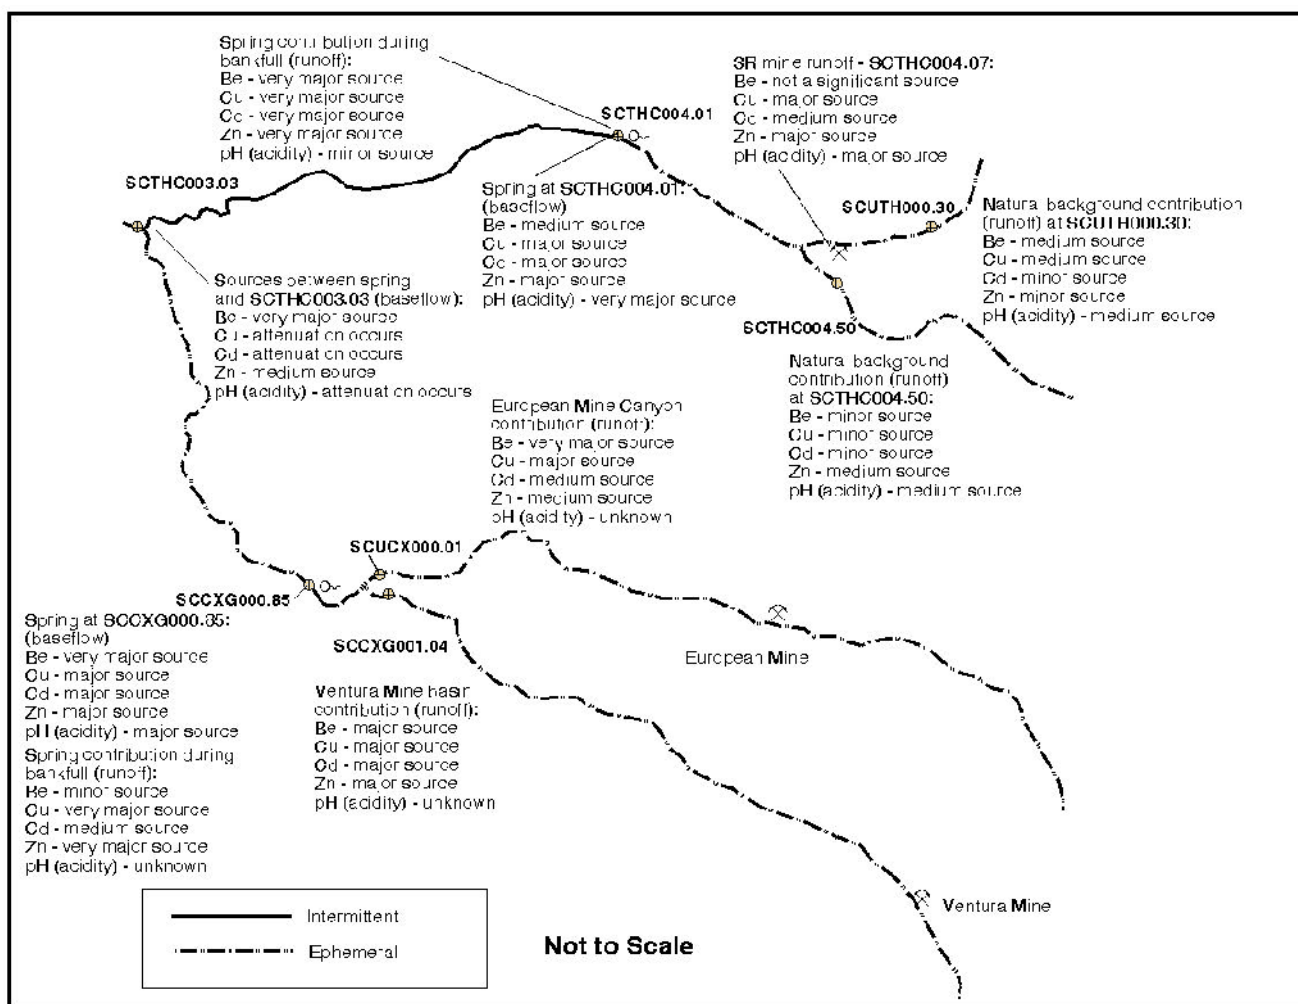 Spring contribution during
bankfull (runoff):
Be - very major source
Cu - very major source
Cd - very major source
Zn - very major source
pH (acidity) - minor source
SCTHC004.01
SR mine runoff - SCTHC004.07:
Be - not a significant source
Cu - major source
Cd - medium source
Zn - major source
pH (acidity) - major source
SCTHC003.03
Spring at SCTHC004.01:
(baseflow)
Be - medium source
Cu - major source
Cd - major source
Zn - major source
pH (acidity) - very major source
SCUTH000.30
Natural background contribution
(runoff) at SCUTH000.30:
Be - medium source
Cu - medium source
Cd - minor source
Zn - minor source
pH (acidity) - medium source
Sources between spring
and SCTHC003.03 (baseflow):
Be - very major source
Cu - attenuation occurs
Cd - attenuation occurs
Zn - medium source
pH (acidity) - attenuation occurs
SCTHC004.50
Natural background
contribution (runoff)
at SCTHC004.50:
Be - minor source
Cu - minor source
Cd - minor source
Zn - medium source
pH (acidity) - medium source
European Mine Canyon
contribution (runoff):
Be - very major source
Cu - major source
Cd - medium source
Zn - medium source
pH (acidity) - unknown
SCUCX000.01
SCCXG000.85
SCCXG001.04
European Mine
Spring at SCCXG000.85:
(baseflow)
Be - very major source
Cu - major source
Cd - major source
Zn - major source
pH (acidity) - major source
Spring contribution during
bankfull (runoff):
Be - minor source
Cu - very major source
Cd - medium source
Zn - very major source
pH (acidity) - unknown
Ventura Mine basin
contribution (runoff):
Be - major source
Cu - major source
Cd - major source
Zn - major source
pH (acidity) - unknown
Ventura Mine
Intermittent
Ephemeral
Not to Scale